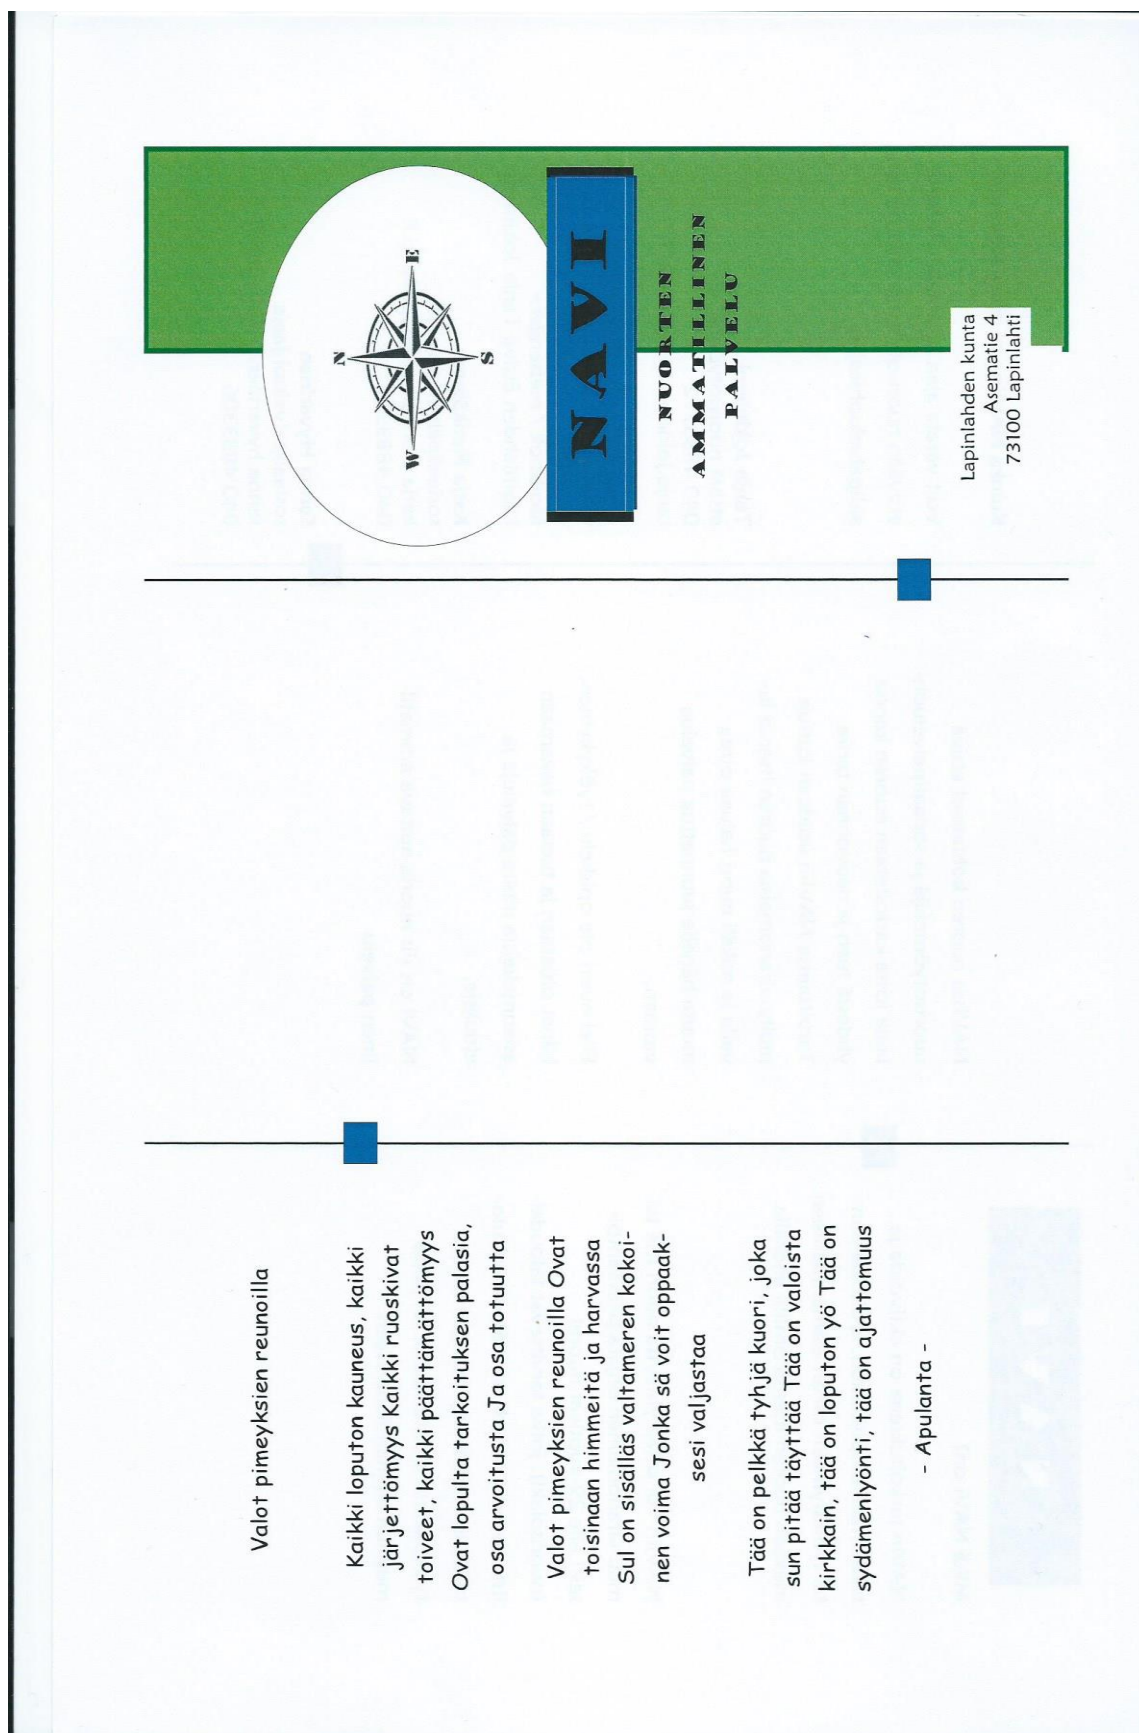 Valot pimeyksien reunoilla
Kaikki loputon kauneus, kaikki
järjettömyys Kaikki ruoskivat
toiveet, kaikki päättämättömyys
Ovat lopulta tarkoituksen palasia,
osa arvoitusta Ja osa totuutta
Valot pimeyksien reunoilla Ovat
toisinaan himmeitä ja harvassa
Sul on sisälläs valtameren kokoi-
nen voima Jonka sä voit oppaak-
sesi valjastaa
Tää on pelkkä tyhjä kuori, joka
sun pitää täyttää Tää on valoista
kirkkain, tää on loputon yö Tää on
sydämenlyönti, tää on ajattomuus
- Apulanta -
N
W
E
S
NAVI
NUORTEN
AMMATILLINEN
PALVELU
Lapinlahden kunta
Asematie 4
73100 Lapinlahti